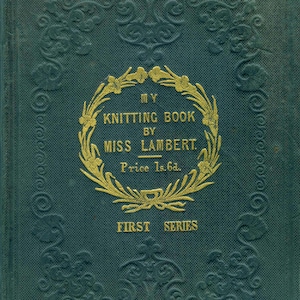 MY
KNITTING BOOK
BY
MISS LAMBERT.
Price 1s.6d.
FIRST SERIES